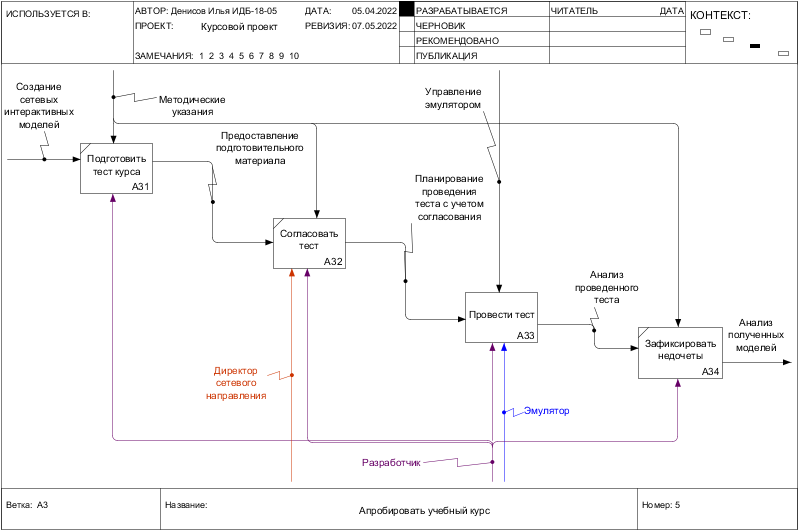 ИСПОЛЬЗУЕТСЯ В:
АВТОР: Денисов Илья ИДБ-18-05
ДАТА: 05.04.2022
РАЗРАБАТЫВАЕТСЯ
ЧИТАТЕЛЬ
ДАТА
КОНТЕКСТ:
ПРОЕКТ: Курсовой проект
РЕВИЗИЯ: 07.05.2022
ЧЕРНОВИК
РЕКОМЕНДОВАНО
ЗАМЕЧАНИЯ: 1 2 3 4 5 6 7 8 9 10
ПУБЛИКАЦИЯ
Создание
сетевых
интерактивных
моделей
Методические
указания
Управление
эмулятором
Предоставление
подготовительного
материала
Подготовить
тест курса
A31
Планирование
проведения
теста с учетом
согласования
Согласовать
тест
A32
Анализ
проведенного
теста
Провести тест
A33
Анализ
полученных
моделей
Зафиксировать
недочеты
A34
Директор
сетевого
направления
Эмулятор
Разработчик
Ветка: A3
Название:
Апробировать учебный курс
Номер: 5